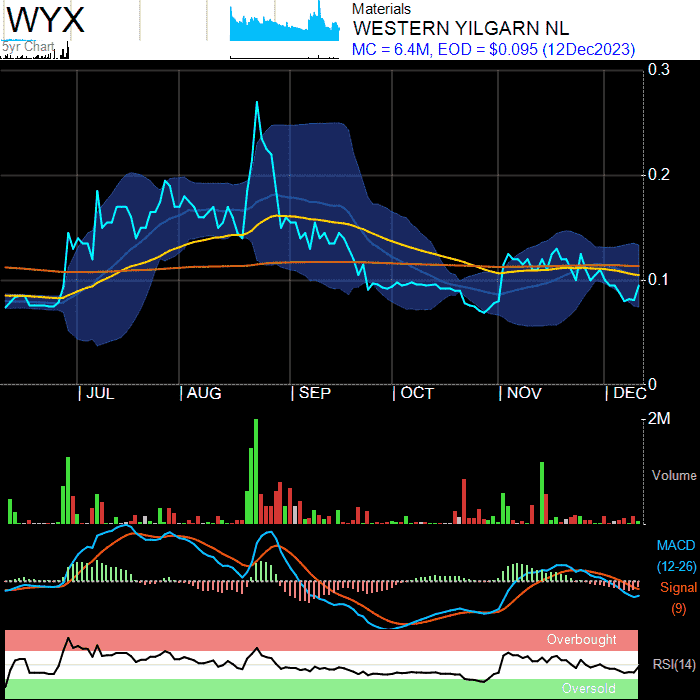 WYX
5yr Chart
Materials
WESTERN YILGARN NL
MC = 6.4M, EOD = $0.095 (12Dec2023)
0.3
0.2
0.1
0
| JUL | AUG | SEP | OCT | NOV | DEC
2M
Volume
MACD
(12-26)
Signal
(9)
Overbought
RSI(14)
Oversold